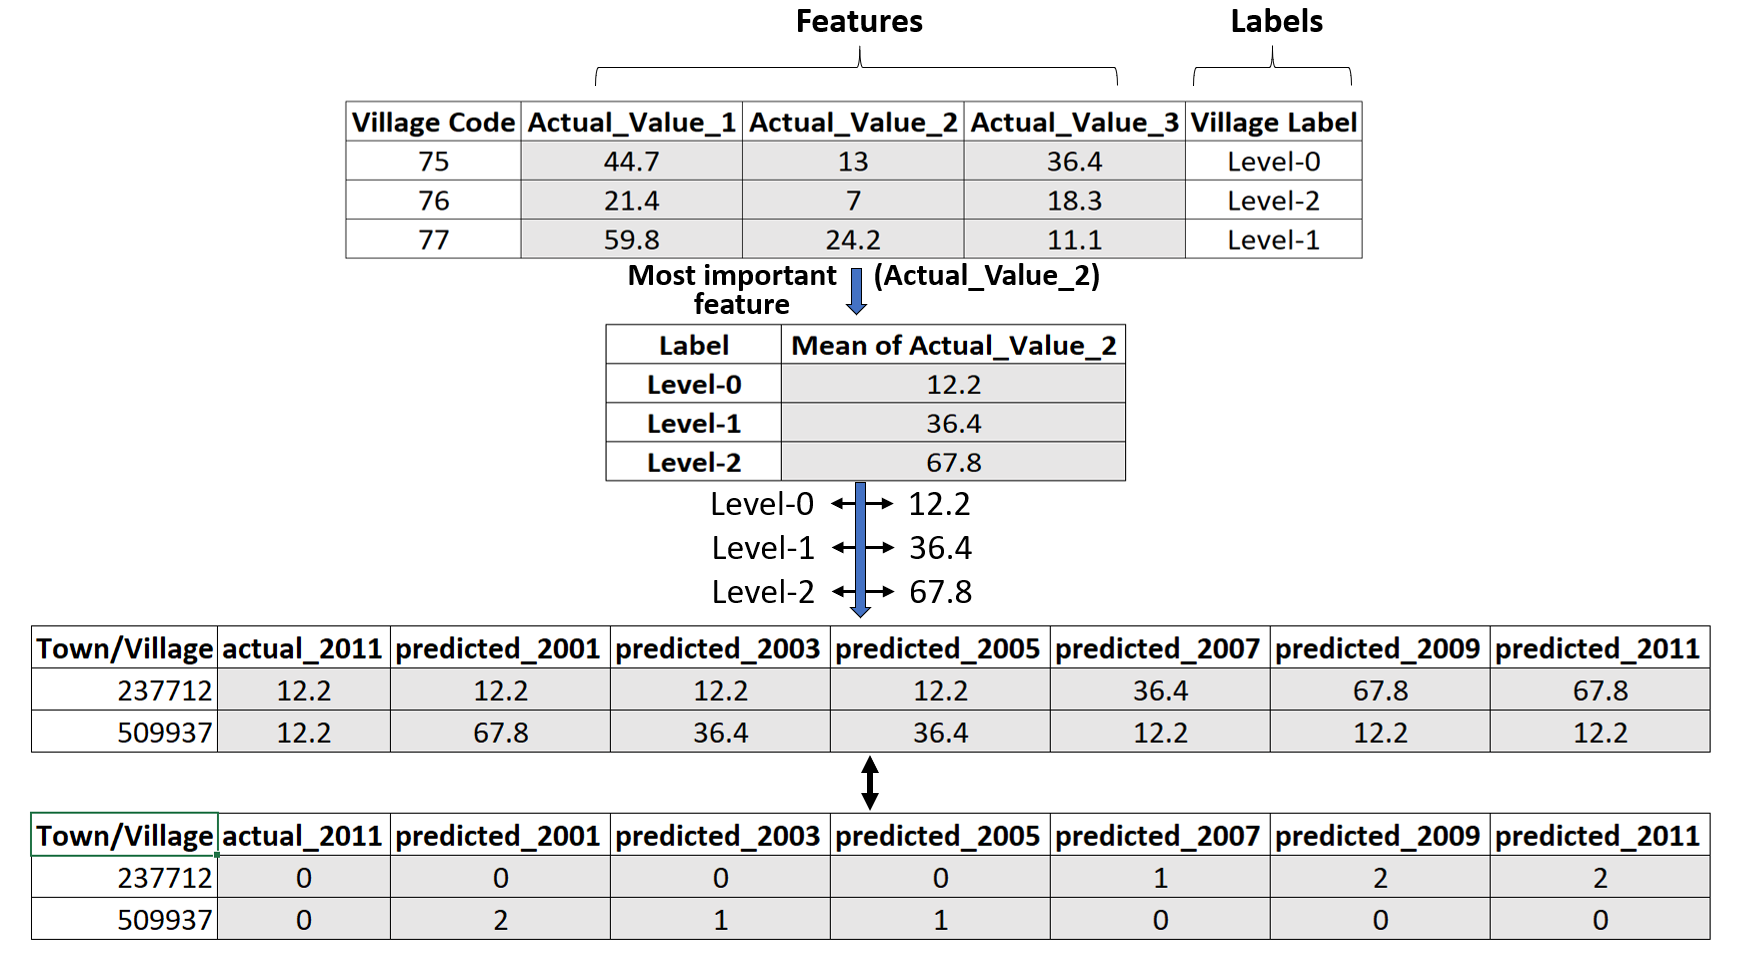 Features Labels
Village Code Actual_Value_1 Actual_Value_2 Actual_Value_3 Village Label
75 44.7 13 36.4 Level-0
76 21.4 7 18.3 Level-2
77 59.8 24.2 11.1 Level-1
Most important (Actual_Value_2)
feature
Label Mean of Actual_Value_2
Level-0 12.2
Level-1 36.4
Level-2 67.8
Level-0 12.2
Level-1 36.4
Level-2 67.8
Town/Village actual_2011 predicted_2001 predicted_2003 predicted_2005 predicted_2007 predicted_2009 predicted_2011
237712 12.2 12.2 12.2 12.2 36.4 67.8 67.8
509937 12.2 67.8 36.4 36.4 12.2 12.2 12.2
Town/Village actual_2011 predicted_2001 predicted_2003 predicted_2005 predicted_2007 predicted_2009 predicted_2011
237712 0 0 0 0 1 2 2
509937 0 2 1 1 0 0 0